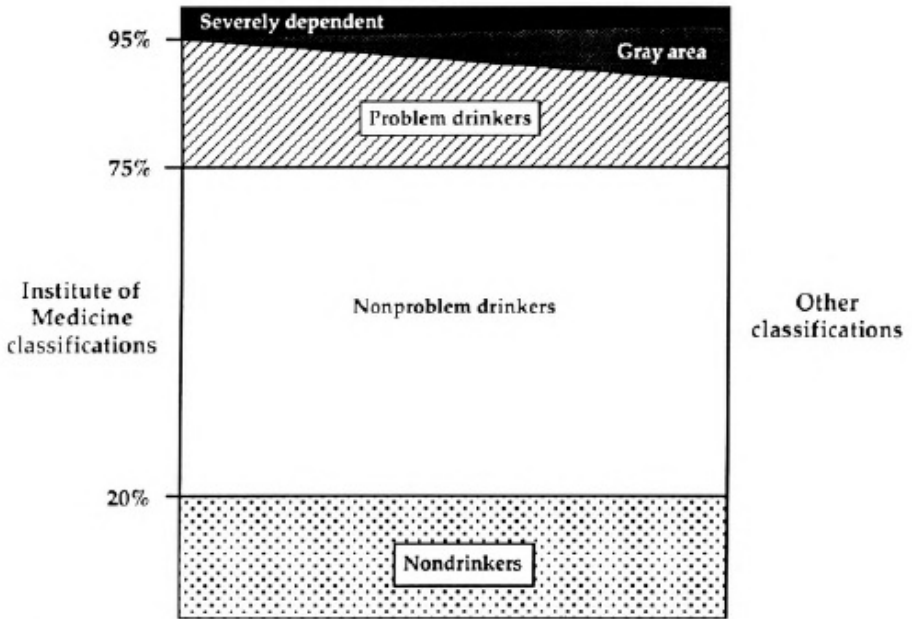 Severely dependent
95%
Gray area
Problem drinkers
75%
Nonproblem drinkers
Institute of
Medicine
classifications
Other
classifications
20%
Nondrinkers